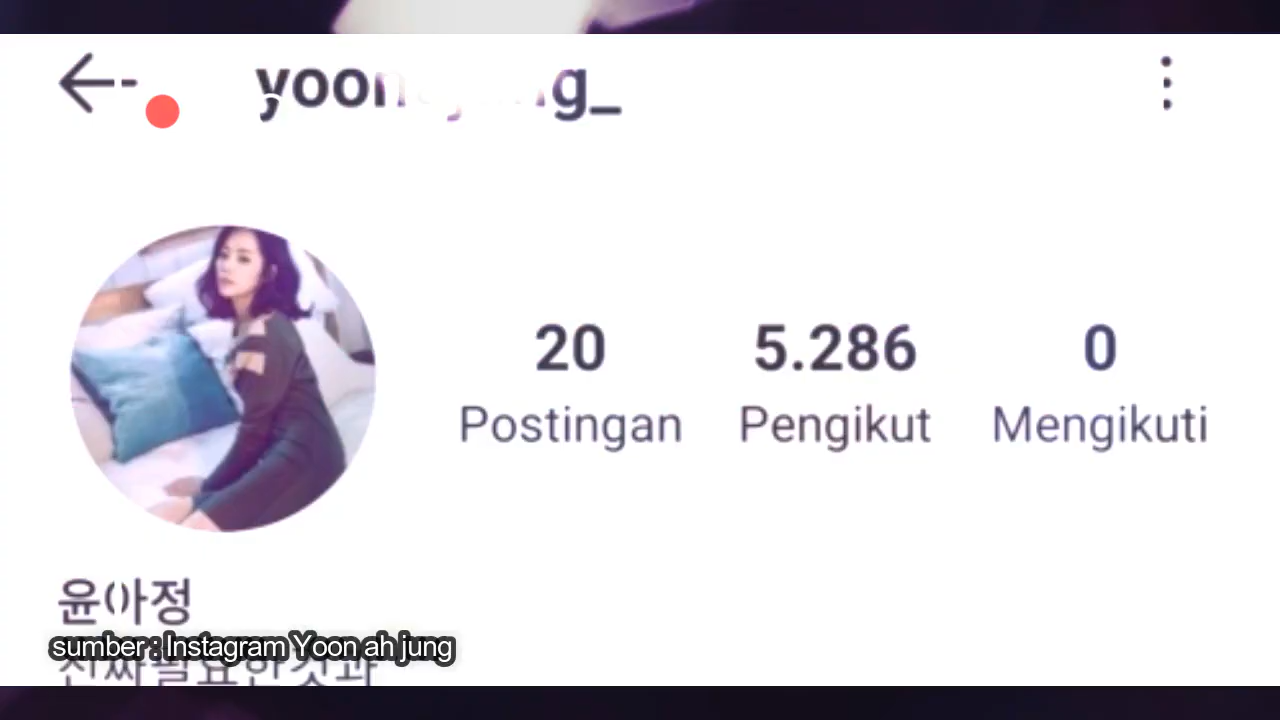 20 5.286 0
Postingan Pengikut Mengikuti
윤아정
sumber : Instagram Yoon ah jung